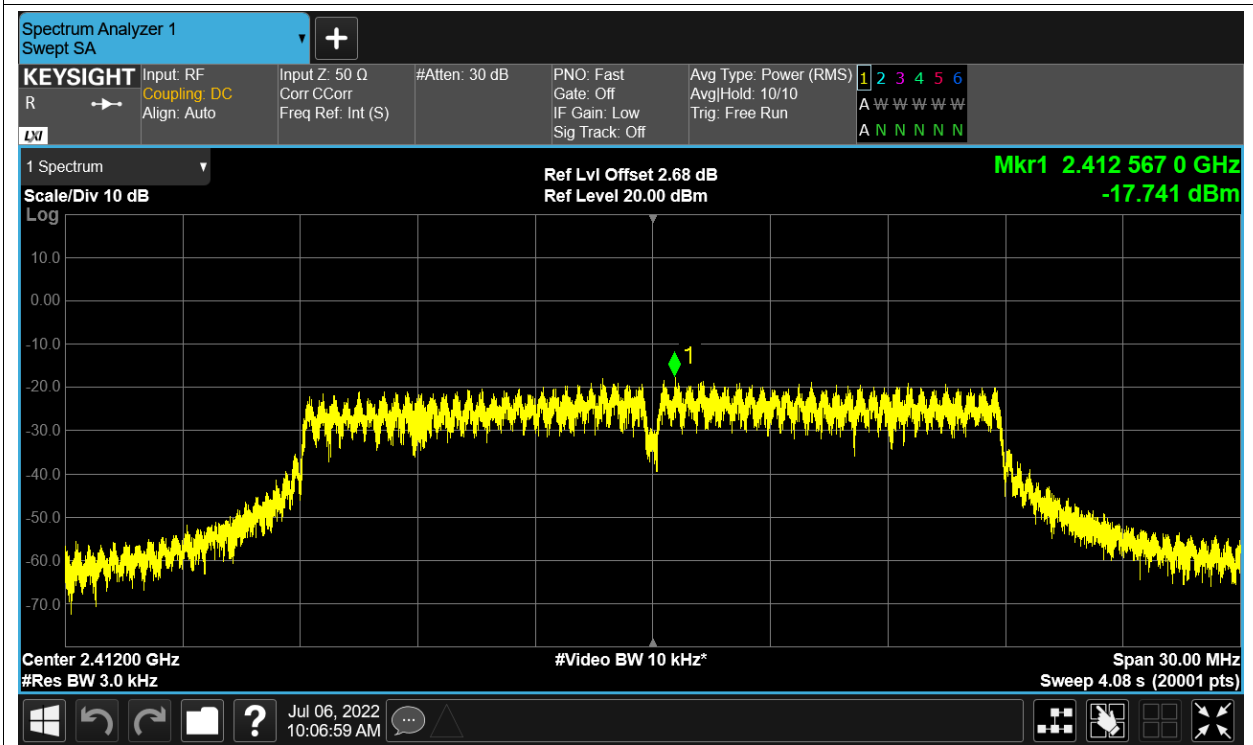 Spectrum Analyzer 1
Swept SA
KEYSIGHT
R
LXI
Input: RF
Coupling: DC
Align: Auto
Input Z: 50 Ω
Corr CCorr
Freq Ref: Int (S)
#Atten: 30 dB
PNO: Fast
Gate: Off
IF Gain: Low
Sig Track: Off
Avg Type: Power (RMS)
Avg|Hold: 10/10
Trig: Free Run
1 2 3 4 5 6
A W W W W W
A N N N N N
1 Spectrum
Scale/Div 10 dB
Log
Ref Lvl Offset 2.68 dB
Ref Level 20.00 dBm
Mkr1 2.412 567 0 GHz
-17.741 dBm
10.0
0.00
-10.0
1
-20.0
-30.0
-40.0
-50.0
-60.0
-70.0
Center 2.41200 GHz
#Res BW 3.0 kHz
#Video BW 10 kHz*
Span 30.00 MHz
Sweep 4.08 s (20001 pts)
?
Jul 06, 2022
10:06:59 AM